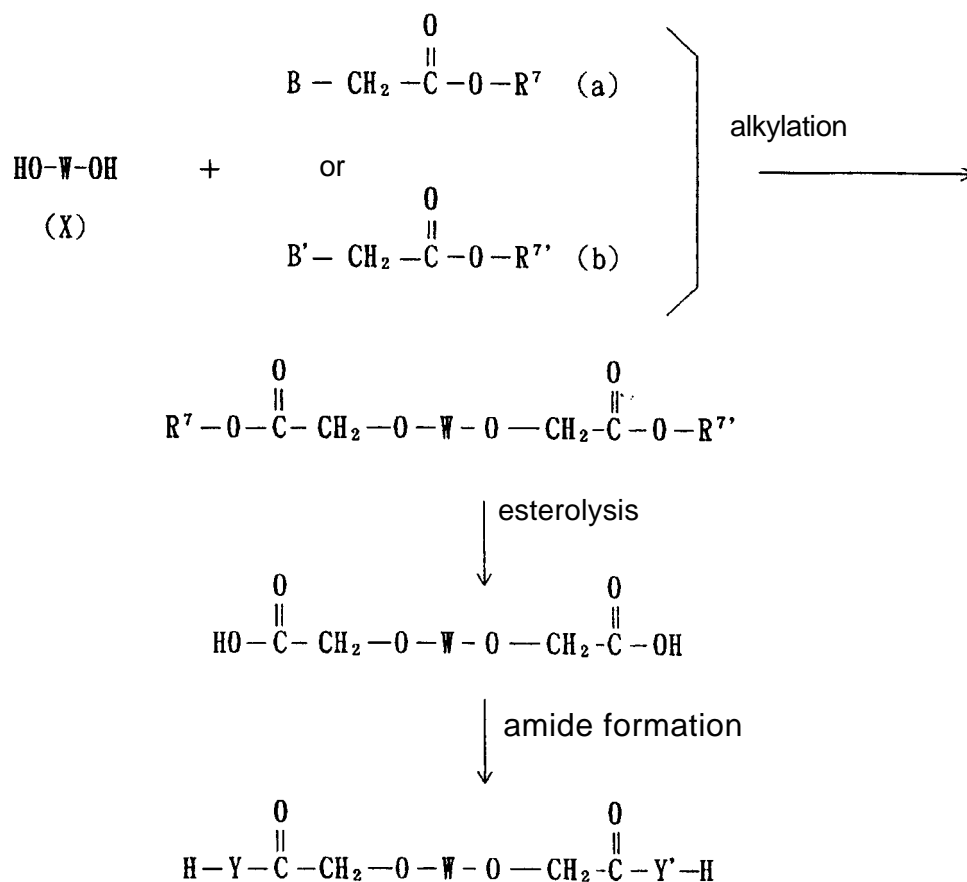 O
||
B — CH₂ —C—O—R⁷ (a)
alkylation
HO-W-OH + or
(X)
O
||
B'— CH₂ —C—O—R⁷' (b)
O O
|| ||
R⁷—O—C—CH₂—O—W—O—CH₂-C—O—R⁷'
esterolysis
O O
|| ||
HO—C—CH₂—O—W-O—CH₂-C—OH
amide formation
O O
|| ||
H—Y—C—CH₂—O—W-O—CH₂-C—Y'—H